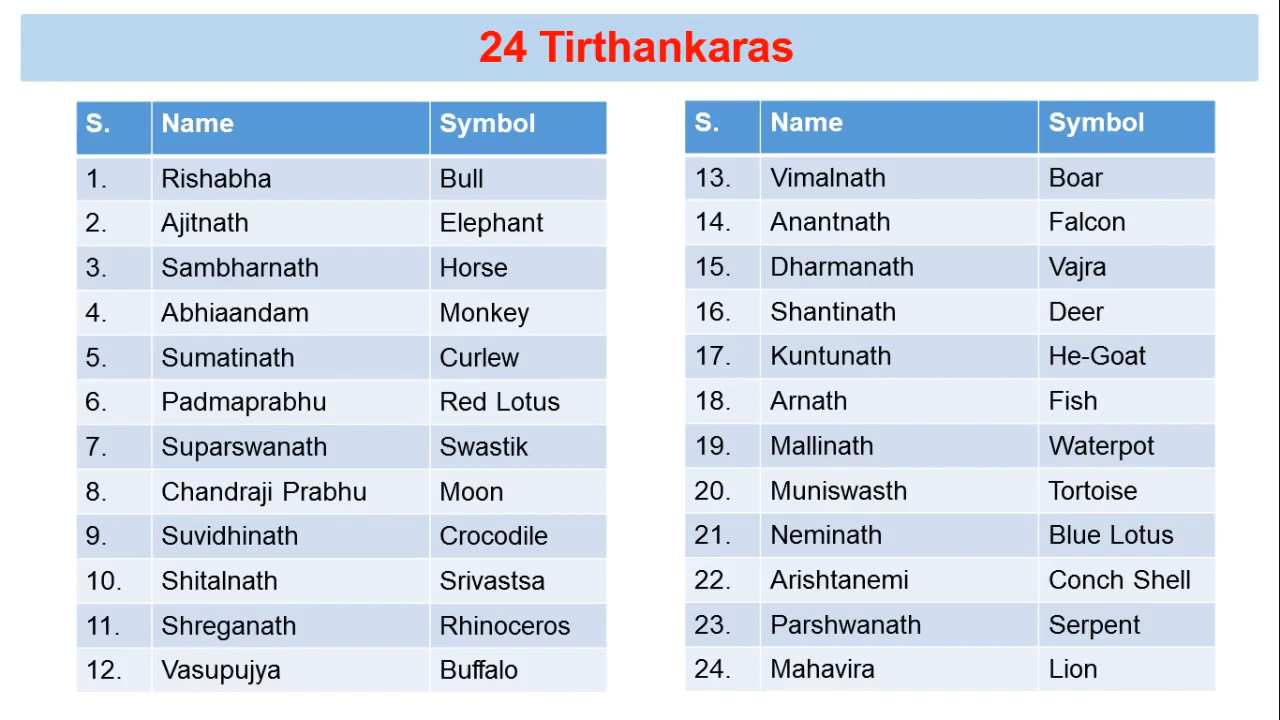 24 Tirthankaras
S. Name Symbol
1. Rishabha Bull
2. Ajitnath Elephant
3. Sambharnath Horse
4. Abhiaandam Monkey
5. Sumatinath Curlew
6. Padmaprabhu Red Lotus
7. Suparswanath Swastik
8. Chandraji Prabhu Moon
9. Suvidhinath Crocodile
10. Shitalnath Srivastsa
11. Shreganath Rhinoceros
12. Vasupujya Buffalo
S. Name Symbol
13. Vimalnath Boar
14. Anantnath Falcon
15. Dharmanath Vajra
16. Shantinath Deer
17. Kuntunath He-Goat
18. Arnath Fish
19. Mallinath Waterpot
20. Muniswasth Tortoise
21. Neminath Blue Lotus
22. Arishtanemi Conch Shell
23. Parshwanath Serpent
24. Mahavira Lion